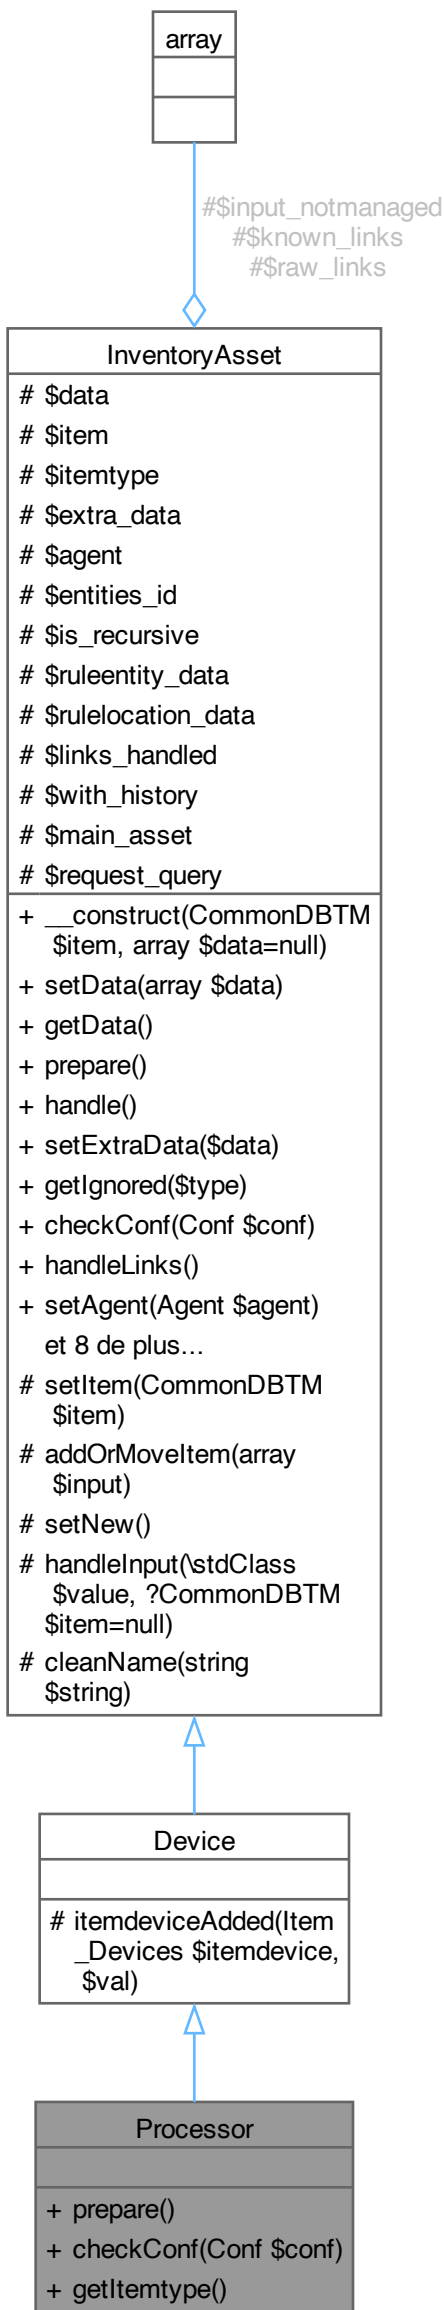 array
#$input_notmanaged
#$known_links
#$raw_links
InventoryAsset
# $data
# $item
# $itemtype
# $extra_data
# $agent
# $entities_id
# $is_recursive
# $ruleentity_data
# $rulelocation_data
# $links_handled
# $with_history
# $main_asset
# $request_query
+ __construct(CommonDBTM
$item, array $data=null)
+ setData(array $data)
+ getData()
+ prepare()
+ handle()
+ setExtraData($data)
+ getIgnored($type)
+ checkConf(Conf $conf)
+ handleLinks()
+ setAgent(Agent $agent)
et 8 de plus...
# setItem(CommonDBTM
$item)
# addOrMoveItem(array
$input)
# setNew()
# handleInput(\stdClass
$value, ?CommonDBTM
$item=null)
# cleanName(string
$string)
Device
# itemdeviceAdded(Item
_Devices $itemdevice,
$val)
Processor
+ prepare()
+ checkConf(Conf $conf)
+ getItemtype()